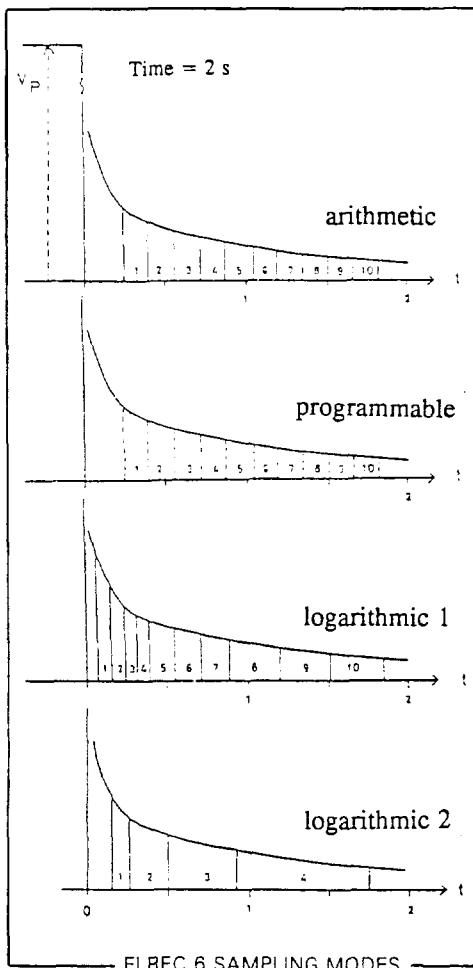 Time = 2 s
V P
arithmetic
1 2 3 4 5 6 7 8 9 10
t
1 2
programmable
1 2 3 4 5 6 7 8 9 10
t
1 2
logarithmic 1
1 2 3 4 5 6 7 8 9 10
t
1 2
logarithmic 2
1 2 3 4
t
0 1 2
ELREC 6 SAMPLING MODES